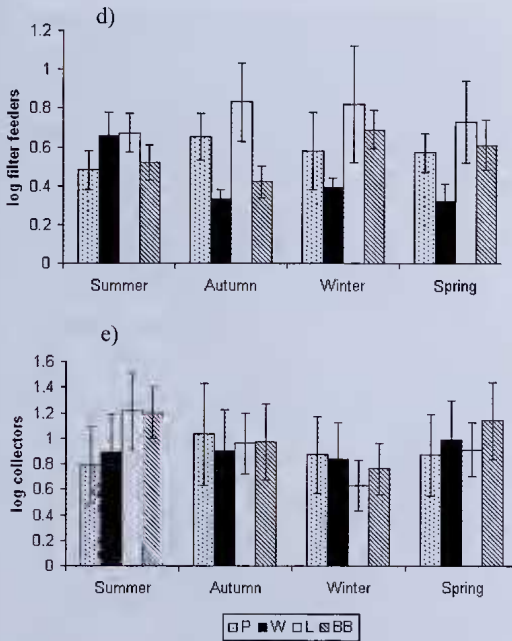 d)
log filter feeders
1.2
1
0.8
0.6
0.4
0.2
0
Summer Autumn Winter Spring
e)
log collectors
1.6
1.4
1.2
1
0.8
0.6
0.4
0.2
0
Summer Autumn Winter Spring
P W L BB